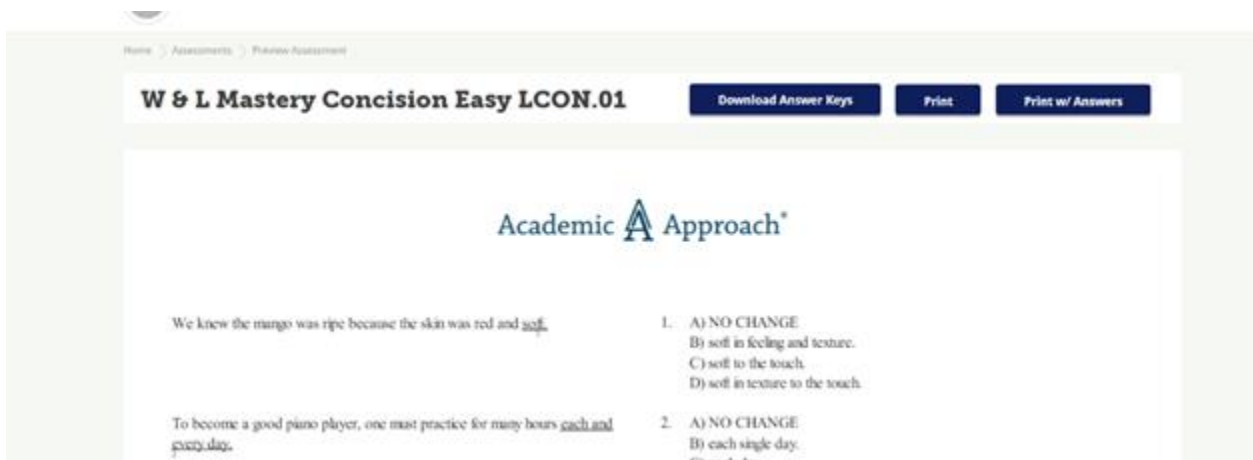 Home > Assessments > Preview Assessment
W & L Mastery Concision Easy LCON.01
Download Answer Keys
Print
Print w/ Answers
Academic A Approach®
We knew the mango was ripe because the skin was red and soft.
1. A) NO CHANGE
B) soft in feeling and texture.
C) soft to the touch.
D) soft in texture to the touch.
To become a good piano player, one must practice for many hours each and
every day.
2. A) NO CHANGE
B) each single day.